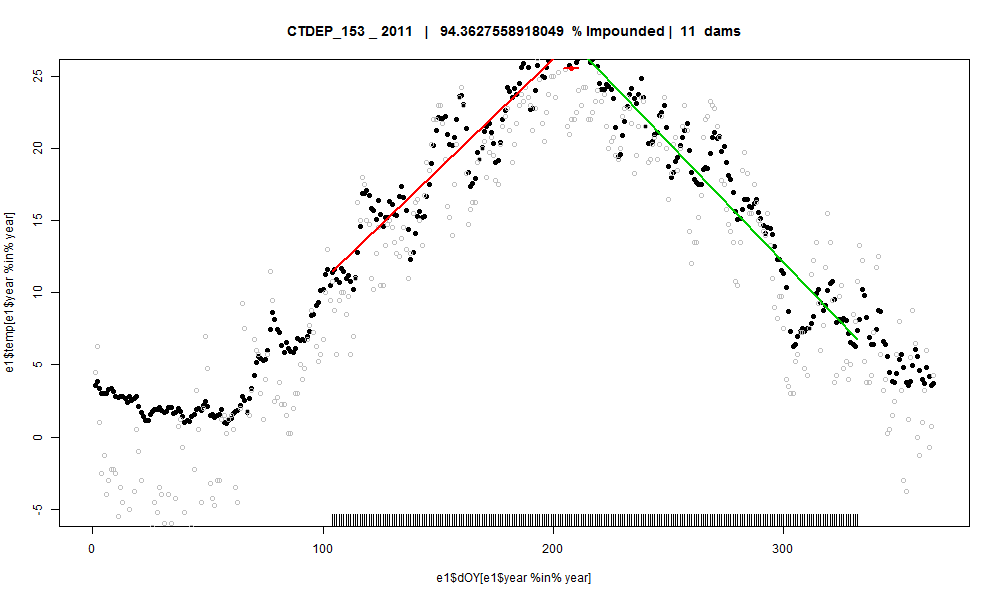 CTDEP_153 _ 2011 | 94.3627558918049 % Impounded | 11 dams
e1$temp[e1$year %in% year]
25
20
15
10
5
0
-5
0 100 200 300
e1$dOY[e1$year %in% year]